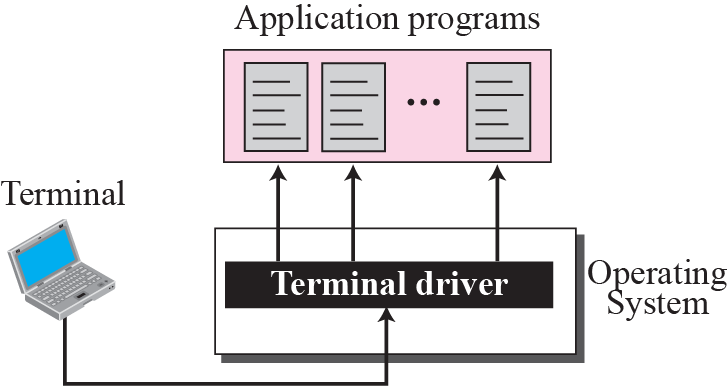 Application programs
Terminal
Terminal driver
Operating
System